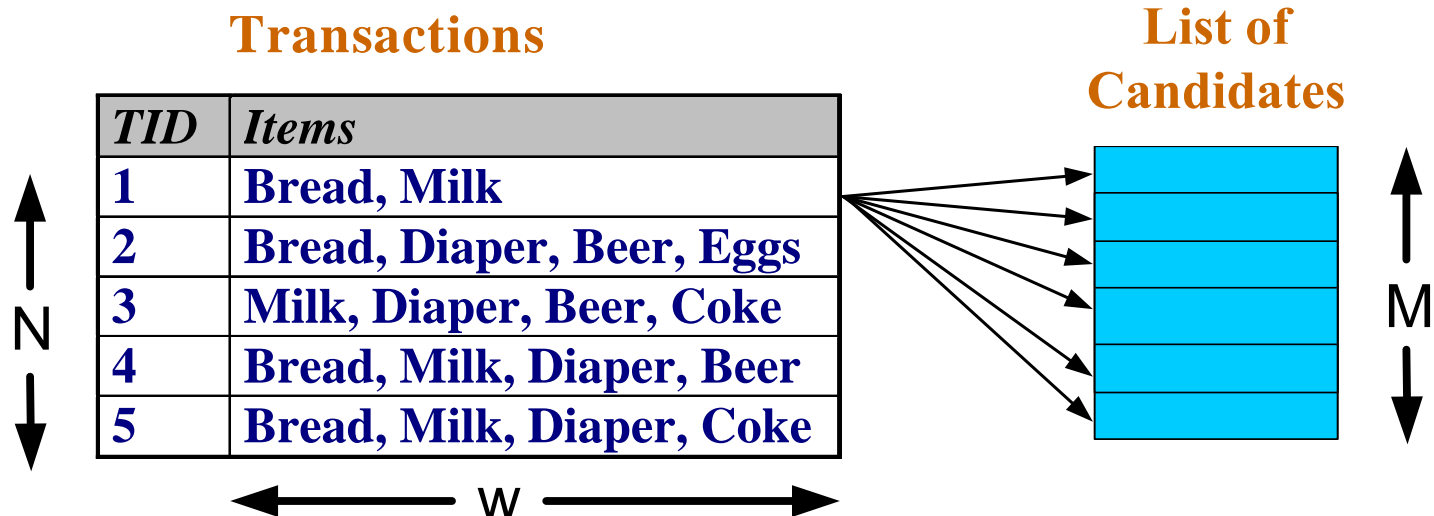 Transactions
List of
Candidates
TID Items
1 Bread, Milk
2 Bread, Diaper, Beer, Eggs
3 Milk, Diaper, Beer, Coke
4 Bread, Milk, Diaper, Beer
5 Bread, Milk, Diaper, Coke
N
M
w